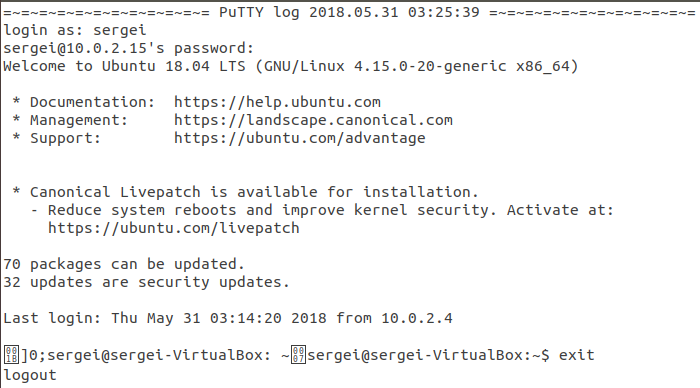 =~=~=~=~=~=~=~=~=~=~=~= PuTTY log 2018.05.31 03:25:39 =~=~=~=~=~=~=~=~=~=~=~=
login as: sergei
sergei@10.0.2.15's password:
Welcome to Ubuntu 18.04 LTS (GNU/Linux 4.15.0-20-generic x86_64)
* Documentation:  https://help.ubuntu.com
* Management:     https://landscape.canonical.com
* Support:        https://ubuntu.com/advantage
* Canonical Livepatch is available for installation.
- Reduce system reboots and improve kernel security. Activate at:
https://ubuntu.com/livepatch
70 packages can be updated.
32 updates are security updates.
Last login: Thu May 31 03:14:20 2018 from 10.0.2.4
]0;sergei@sergei-VirtualBox: ~sergei@sergei-VirtualBox:~$ exit
logout